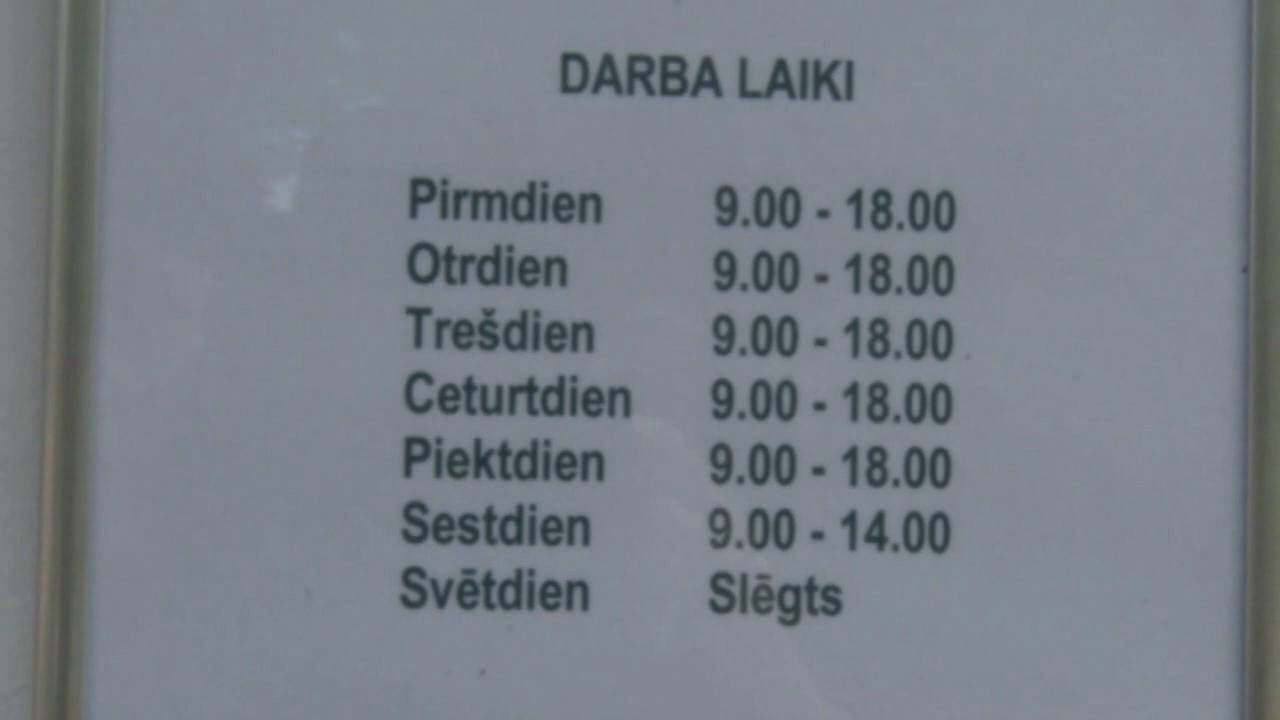 DARBA LAIKI
Pirmdien 9.00 - 18.00
Otrdien 9.00 - 18.00
Trešdien 9.00 - 18.00
Ceturtdien 9.00 - 18.00
Piektdien 9.00 - 18.00
Sestdien 9.00 - 14.00
Svētdien Slēgts